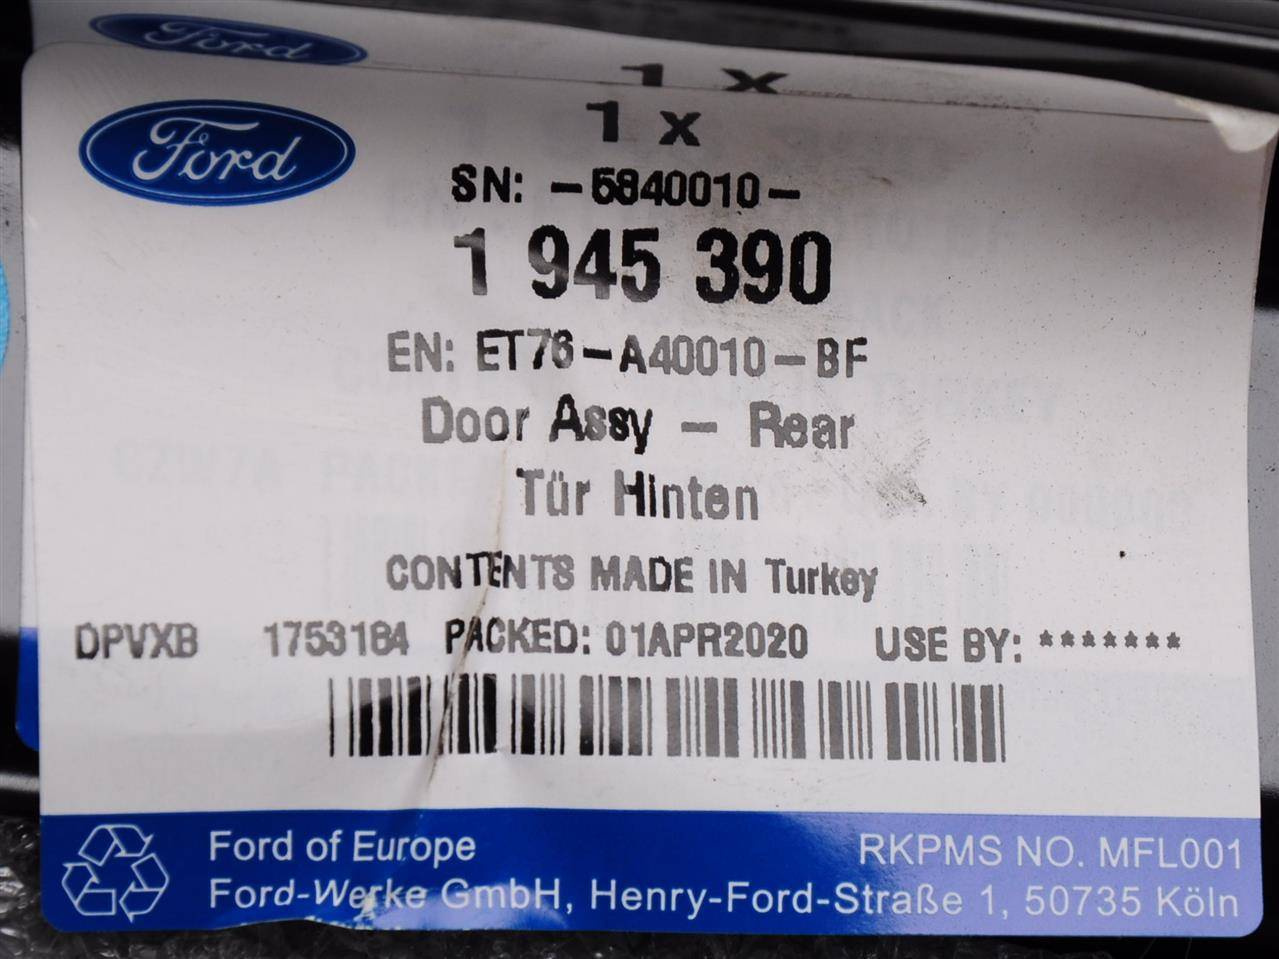 Ford
1 x
Ford
1 x
SN: -5840010-
1 945 390
EN: ET76-A40010-BF
Door Assy - Rear
Tür Hinten
CONTENTS MADE IN Turkey
DPVXB 1753184 PACKED: 01APR2020 USE BY: *******
Ford of Europe RKPMS NO. MFL001
Ford-Werke GmbH, Henry-Ford-Straße 1, 50735 Köln